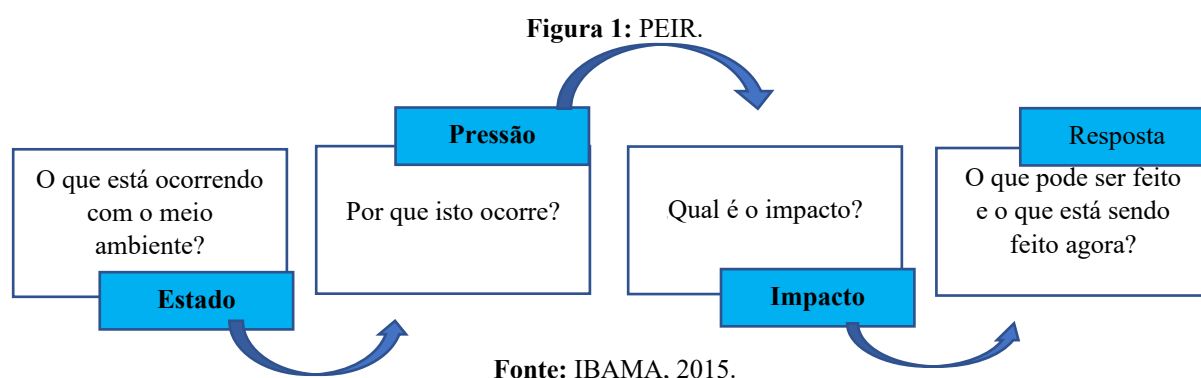 Figura 1: PEIR.
O que está ocorrendo
com o meio
ambiente?
Estado
Pressão
Por que isto ocorre?
Qual é o impacto?
Impacto
Resposta
O que pode ser feito
e o que está sendo
feito agora?
Fonte: IBAMA, 2015.